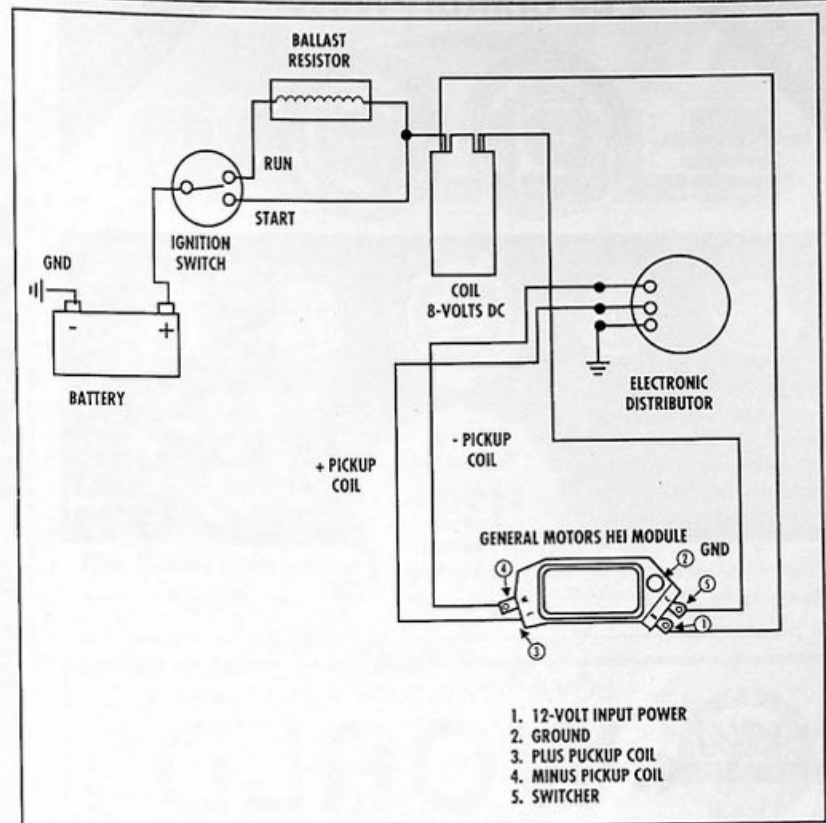 BALLAST
RESISTOR
RUN
START
IGNITION
SWITCH
GND
-
+
BATTERY
COIL
8-VOLTS DC
ELECTRONIC
DISTRIBUTOR
+ PICKUP
COIL
- PICKUP
COIL
GENERAL MOTORS HEI MODULE
GND
2
4
5
1
3
1. 12-VOLT INPUT POWER
2. GROUND
3. PLUS PUCKUP COIL
4. MINUS PICKUP COIL
5. SWITCHER